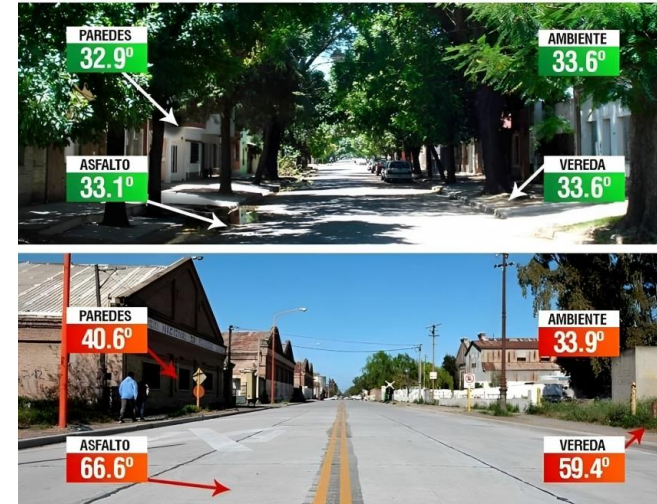 PAREDES
32.9º
AMBIENTE
33.6º
ASFALTO
33.1º
VEREDA
33.6º
PAREDES
40.6º
AMBIENTE
33.9º
ASFALTO
66.6º
VEREDA
59.4º